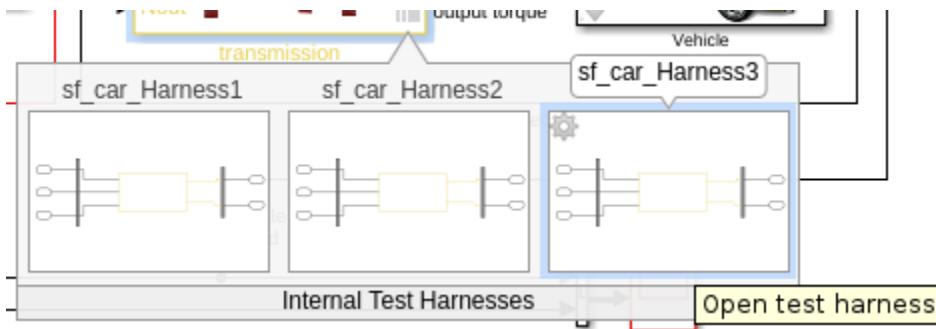 output torque
transmission
Vehicle
sf_car_Harness1
sf_car_Harness2
sf_car_Harness3
Internal Test Harnesses
Open test harness